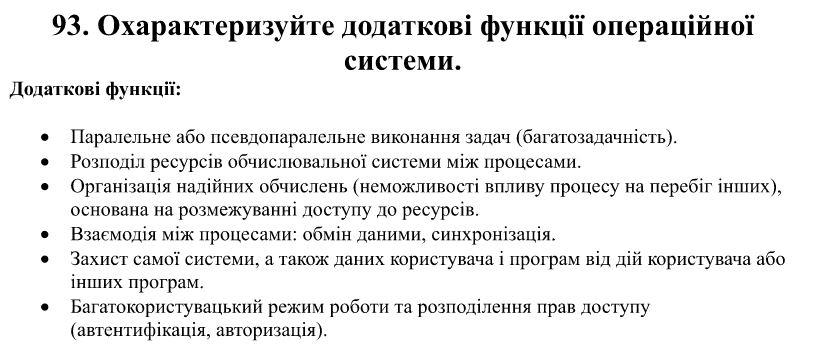 93. Охарактеризуйте додаткові функції операційної
системи.
Додаткові функції:
• Паралельне або псевдопаралельне виконання задач (багатозадачність).
• Розподіл ресурсів обчислювальної системи між процесами.
• Організація надійних обчислень (неможливості впливу процесу на перебіг інших),
основана на розмежуванні доступу до ресурсів.
• Взаємодія між процесами: обмін даними, синхронізація.
• Захист самої системи, а також даних користувача і програм від дій користувача або
інших програм.
• Багатокористувацький режим роботи та розподілення прав доступу
(автентифікація, авторизація).